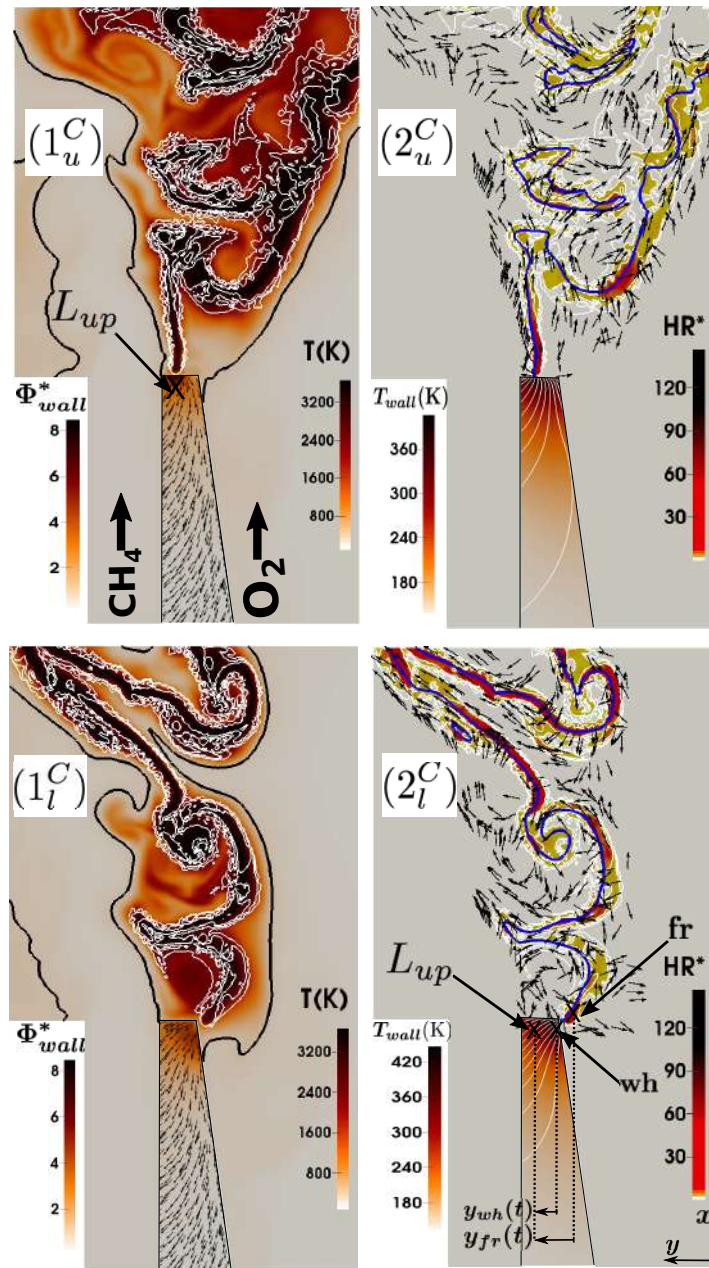 (1_u^C)
L_up
T(K)
3200
2400
1600
800
Φ*_wall
8
6
4
2
CH₄
O₂
(2_u^C)
HR*
120
90
60
30
T_wall(K)
360
300
240
180
(1_l^C)
T(K)
3200
2400
1600
800
Φ*_wall
8
6
4
2
(2_l^C)
fr
L_up
HR*
120
90
60
30
T_wall(K)
420
360
300
240
180
wh
y_wh(t)
y_fr(t)
x
y